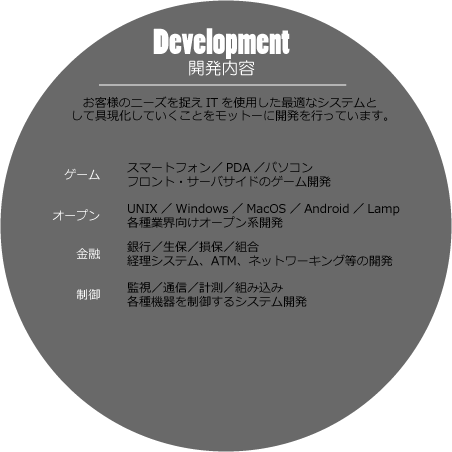 Development
開発内容
お客様のニーズを捉え IT を使用した最適なシステムと
して具現化していくことをモットーに開発を行っています。
ゲーム
スマートフォン／ PDA ／パソコン
フロント・サーバサイドのゲーム開発
オープン
UNIX ／ Windows ／ MacOS ／ Android ／ Lamp
各種業界向けオープン系開発
金融
銀行／生保／損保／組合
経理システム、ATM、ネットワーキング等の開発
制御
監視／通信／計測／組み込み
各種機器を制御するシステム開発